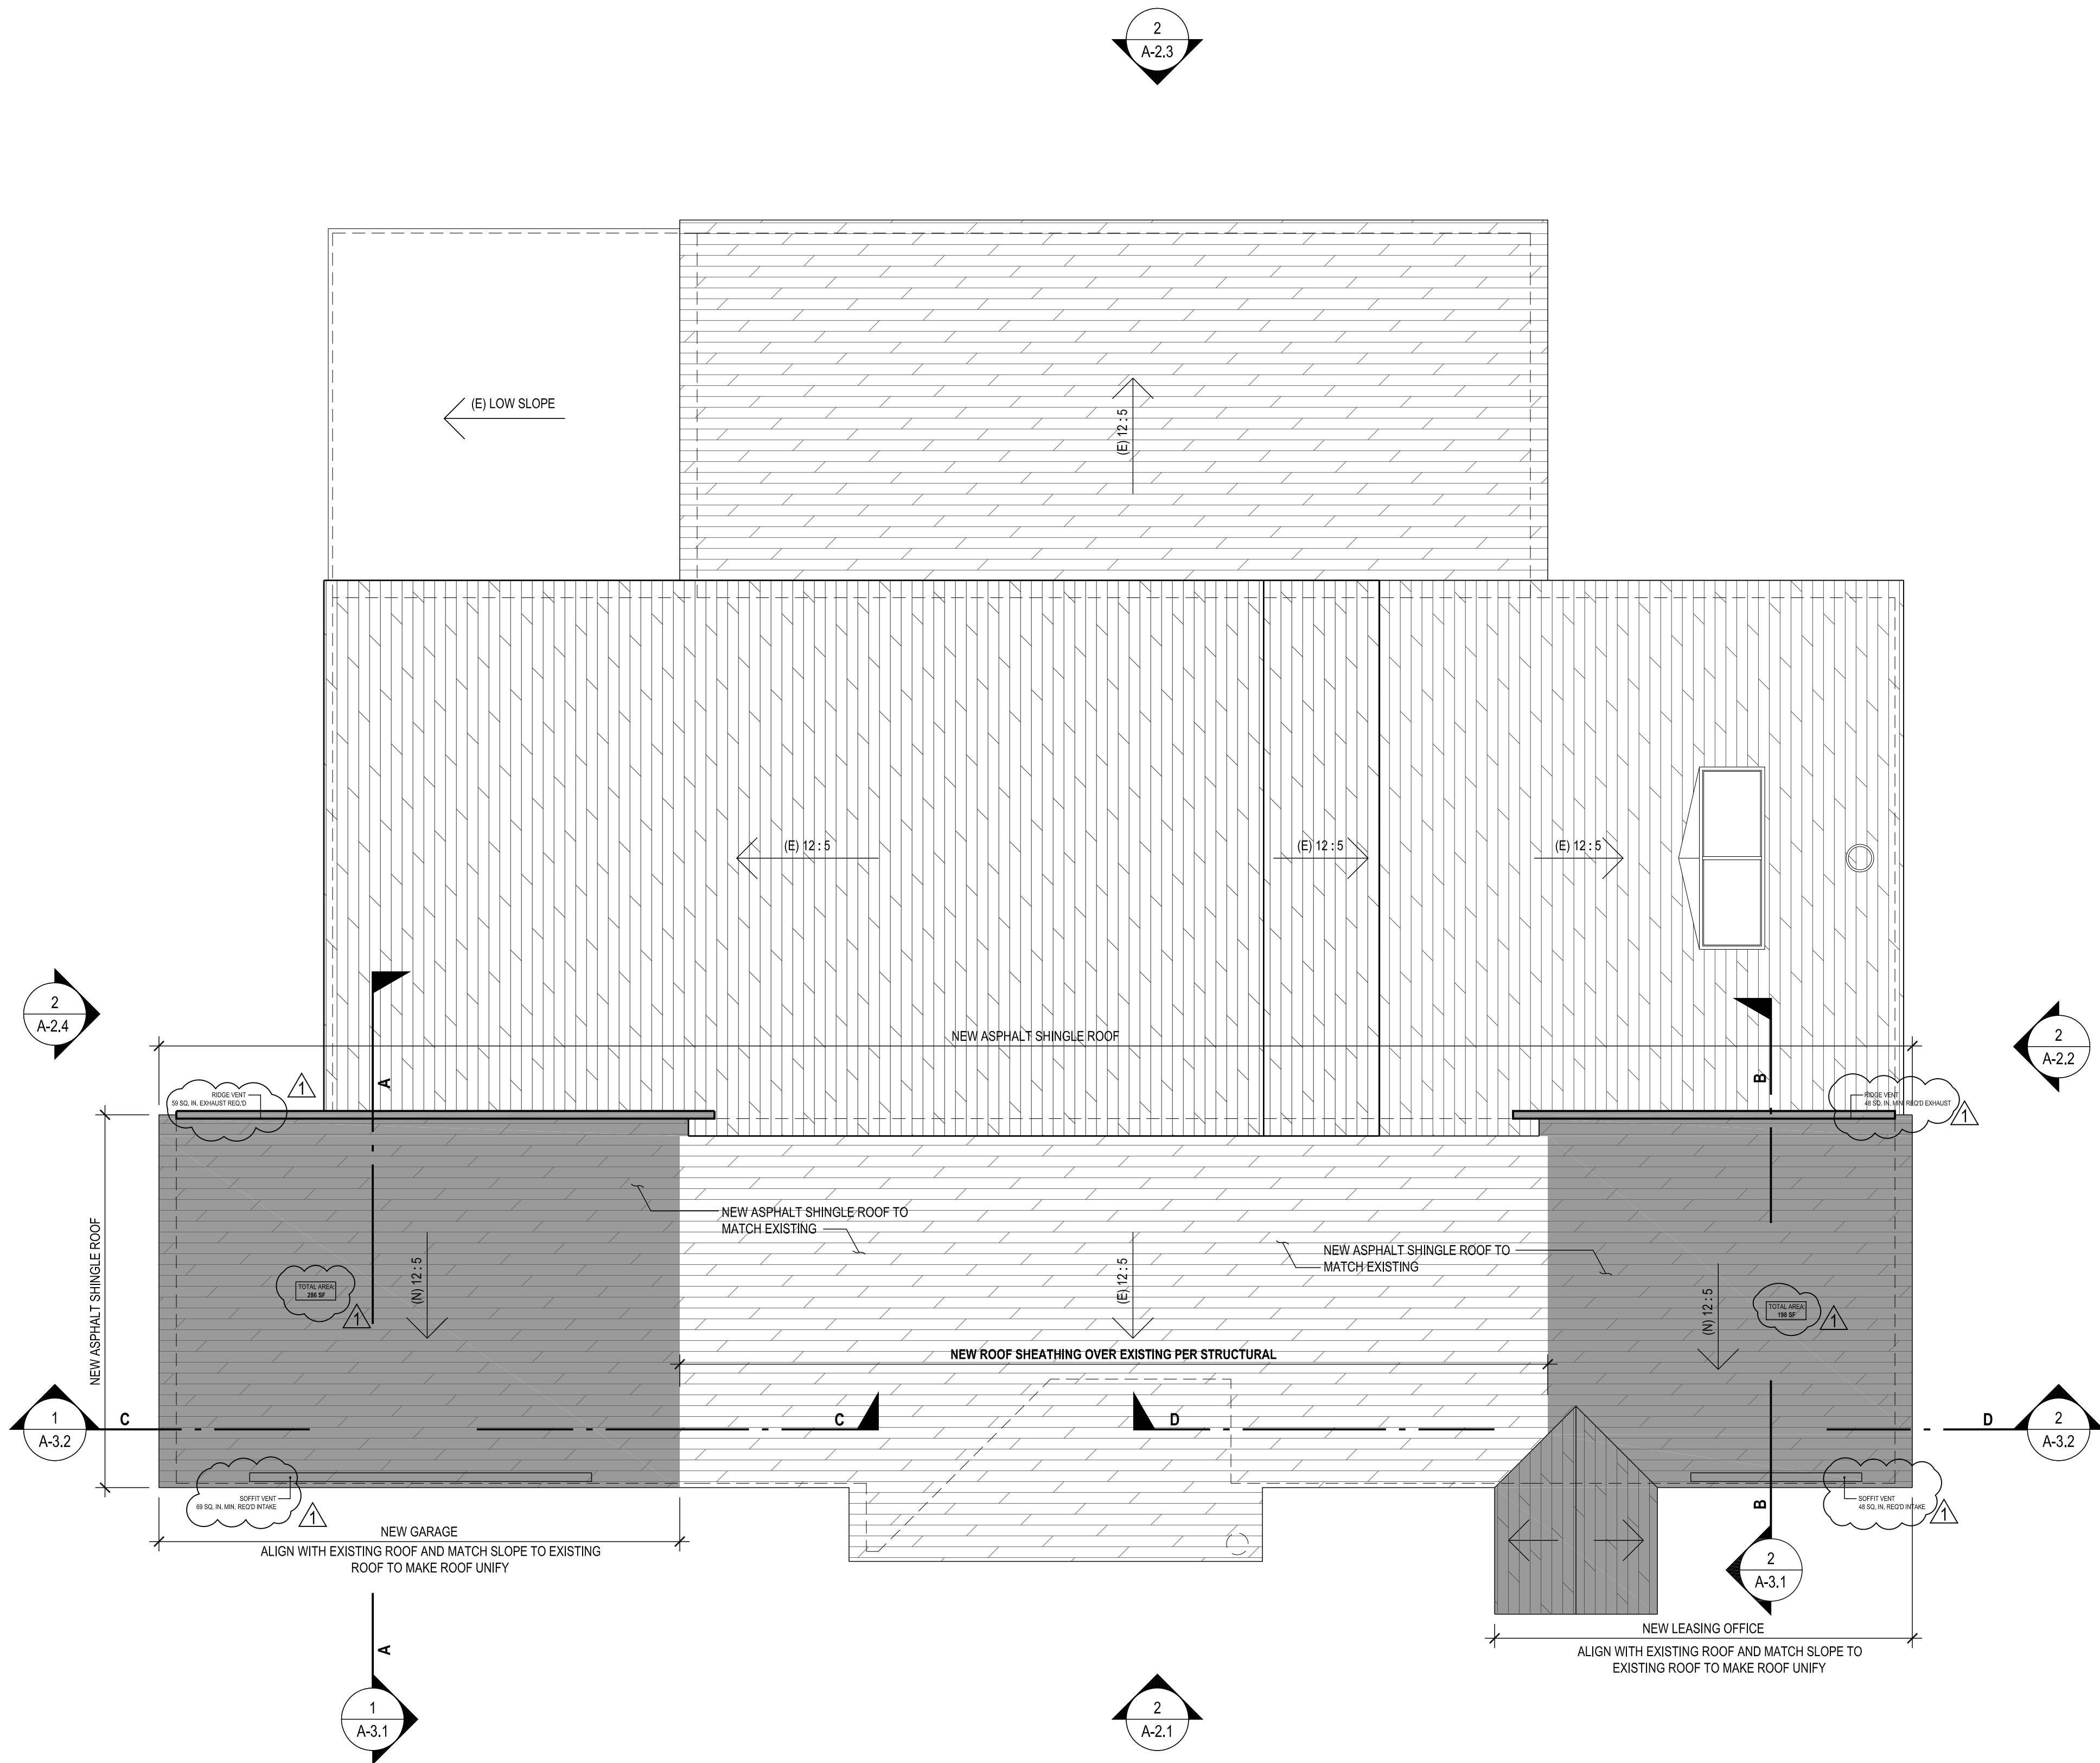 2
A-2.3
(E) LOW SLOPE
(E) 12 : 5
(E) 12 : 5
(E) 12 : 5
(E) 12 : 5
2
A-2.4
2
A-2.2
NEW ASPHALT SHINGLE ROOF
A
B
RIDGE VENT
59 SQ, IN, EXHAUST REQ,'D
1
RIDGE VENT
48 SQ, IN, MIN, REQ'D EXHAUST
1
NEW ASPHALT SHINGLE ROOF
NEW ASPHALT SHINGLE ROOF TO
MATCH EXISTING
NEW ASPHALT SHINGLE ROOF TO
MATCH EXISTING
TOTAL AREA:
286 SF
1
(N) 12 : 5
(E) 12 : 5
(N) 12 : 5
TOTAL AREA:
198 SF
1
NEW ROOF SHEATHING OVER EXISTING PER STRUCTURAL
1
A-3.2
C
C
D
D
2
A-3.2
SOFFIT VENT
69 SQ, IN, MIN, REQ'D INTAKE
1
SOFFIT VENT
48 SQ, IN, REQ'D INTAKE
1
B
NEW GARAGE
ALIGN WITH EXISTING ROOF AND MATCH SLOPE TO EXISTING
ROOF TO MAKE ROOF UNIFY
2
A-3.1
NEW LEASING OFFICE
ALIGN WITH EXISTING ROOF AND MATCH SLOPE TO
EXISTING ROOF TO MAKE ROOF UNIFY
A
1
A-3.1
2
A-2.1